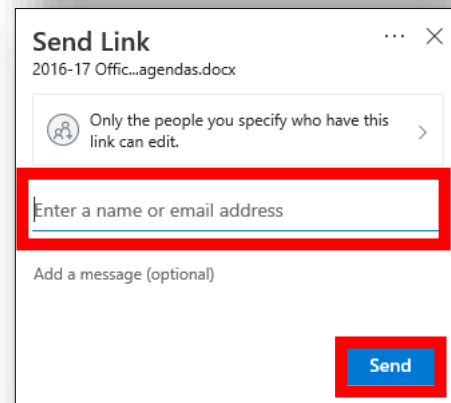 Send Link
2016-17 Offic...agendas.docx
Only the people you specify who have this
link can edit.
Enter a name or email address
Add a message (optional)
Send